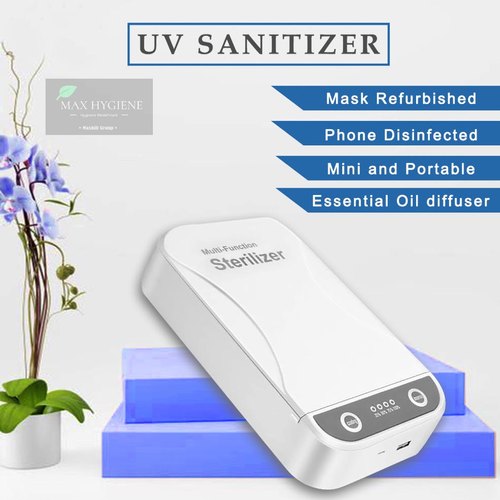 UV SANITIZER
MAX HYGIENE
Mask Refurbished
Phone Disinfected
Mini and Portable
Essential Oil diffuser
Multi-Function
Sterilizer